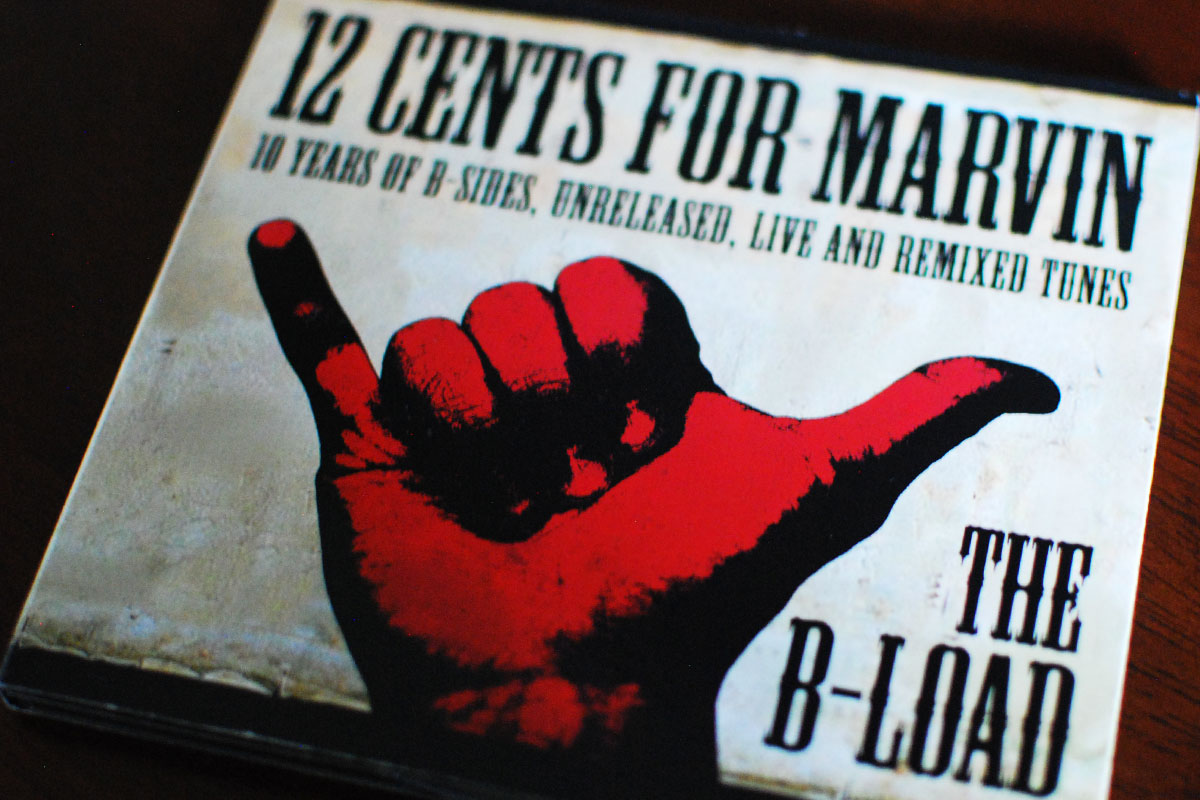 12 CENTS FOR MARVIN
10 YEARS OF B-SIDES, UNRELEASED, LIVE AND REMIXED TUNES
THE
B-LOAD